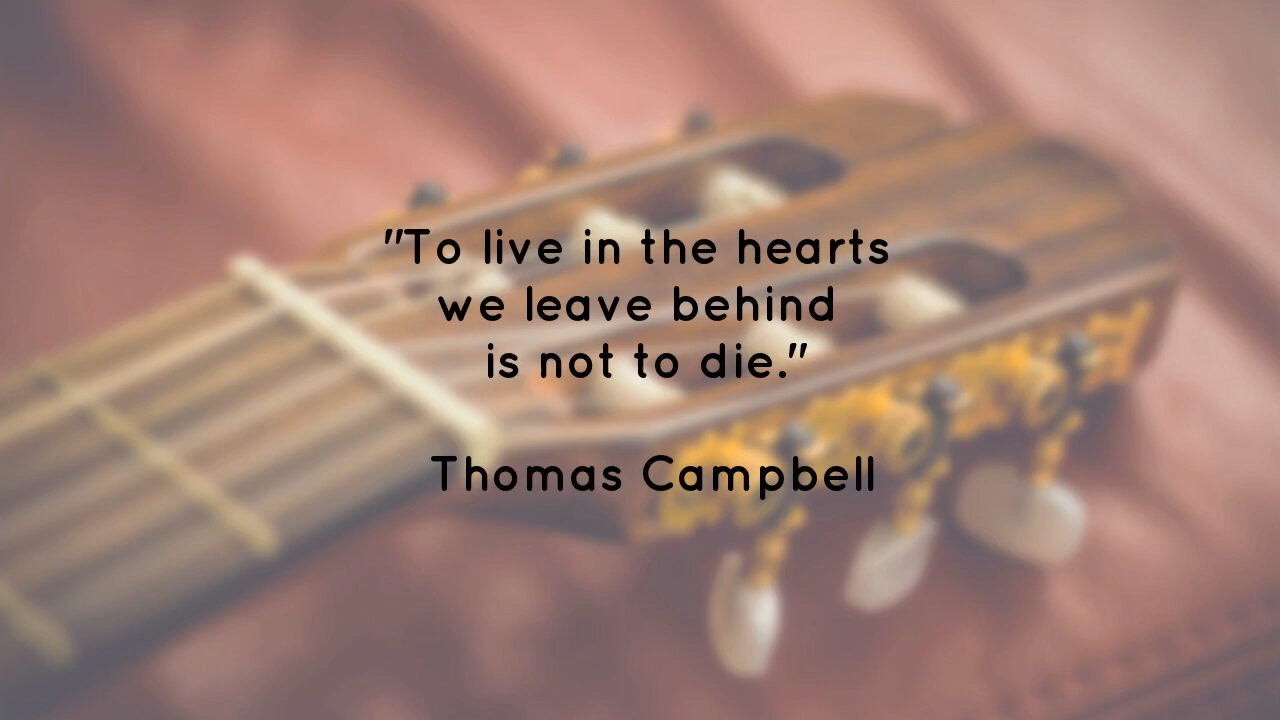 "To live in the hearts
we leave behind
is not to die."
Thomas Campbell